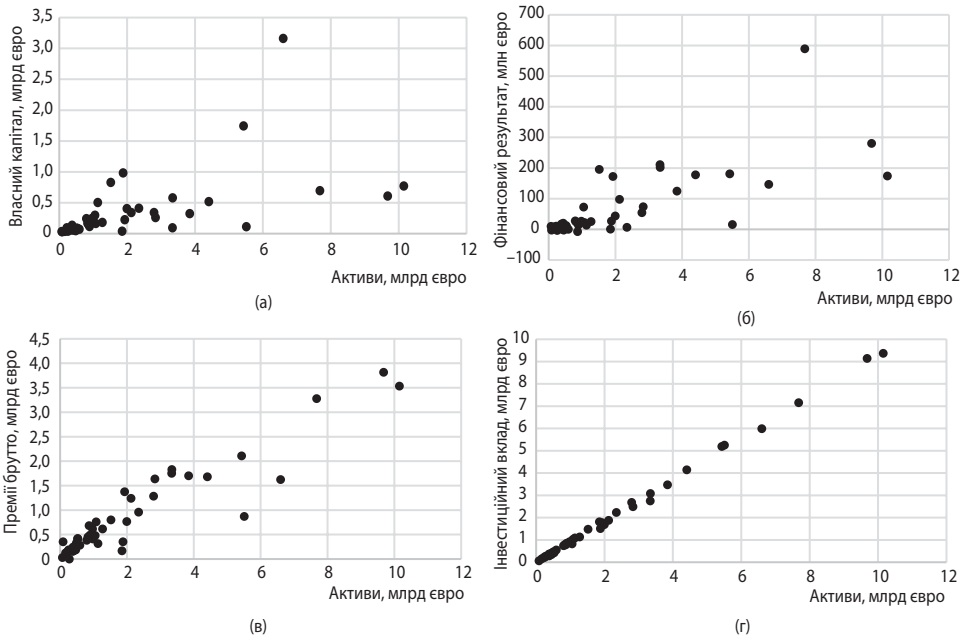 Власний капітал, млрд євро
3,5
3,0
2,5
2,0
1,5
1,0
0,5
0
0 2 4 6 8 10 12
Активи, млрд євро
(а)
Фінансовий результат, млн євро
700
600
500
400
300
200
100
0
–100
0 2 4 6 8 10 12
Активи, млрд євро
(б)
Премії брутто, млрд євро
4,5
4,0
3,5
3,0
2,5
2,0
1,5
1,0
0,5
0
0 2 4 6 8 10 12
Активи, млрд євро
(в)
Інвестиційний вклад, млрд євро
10
9
8
7
6
5
4
3
2
1
0
0 2 4 6 8 10 12
Активи, млрд євро
(г)